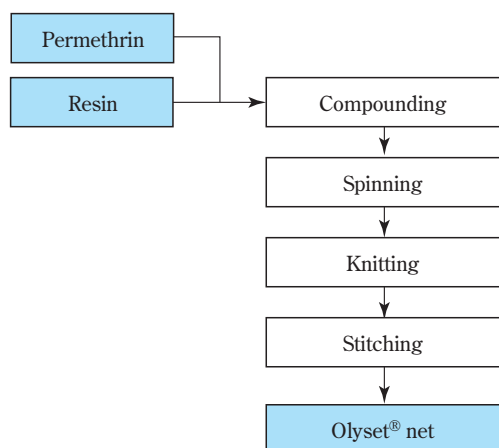 Permethrin
Resin
Compounding
Spinning
Knitting
Stitching
Olyset® net